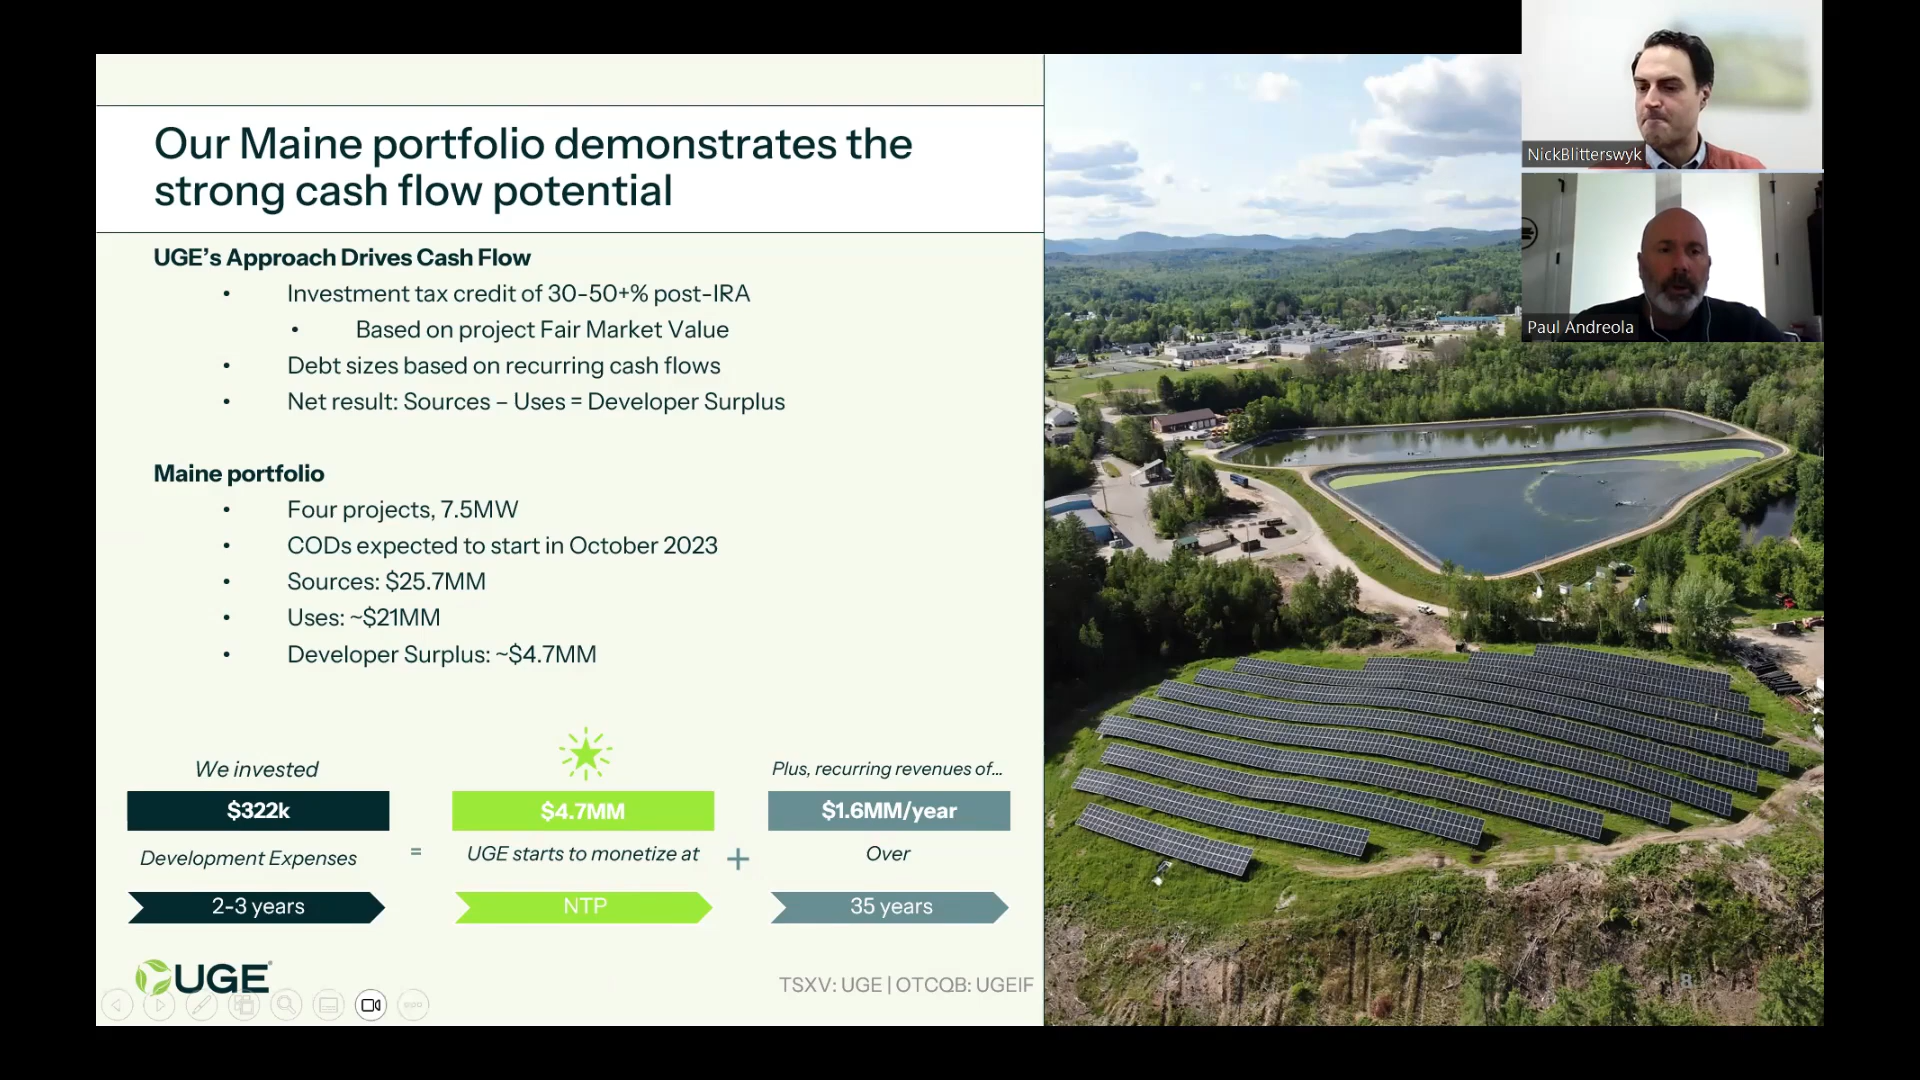 Our Maine portfolio demonstrates the
strong cash flow potential
UGE’s Approach Drives Cash Flow
• Investment tax credit of 30-50+% post-IRA
• Based on project Fair Market Value
• Debt sizes based on recurring cash flows
• Net result: Sources – Uses = Developer Surplus
Maine portfolio
• Four projects, 7.5MW
• CODs expected to start in October 2023
• Sources: $25.7MM
• Uses: ~$21MM
• Developer Surplus: ~$4.7MM
We invested
$322k
Development Expenses
2-3 years
=
$4.7MM
UGE starts to monetize at
NTP
+
Plus, recurring revenues of...
$1.6MM/year
Over
35 years
UGE
TSXV: UGE | OTCQB: UGEIF
8
NickBlitterswyk
Paul Andreola